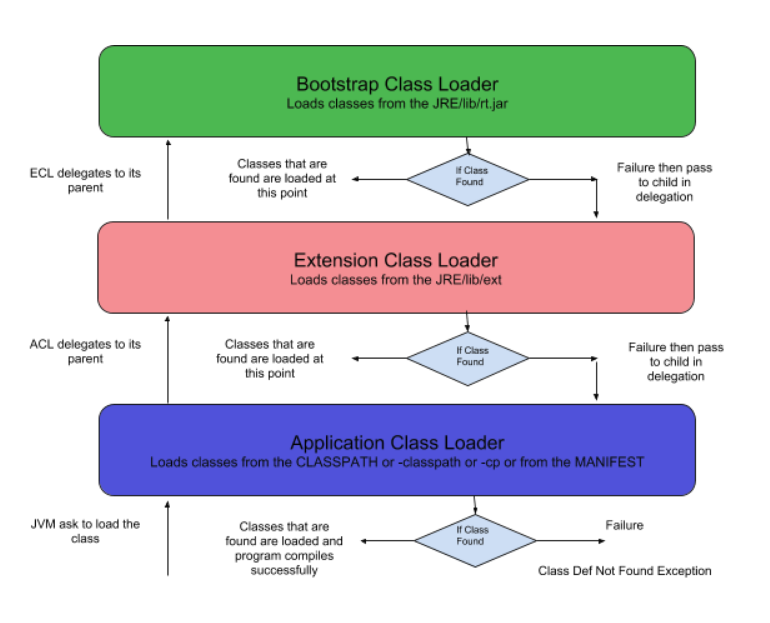 Bootstrap Class Loader
Loads classes from the JRE/lib/rt.jar
ECL delegates to its
parent
Classes that are
found are loaded at
this point
If Class
Found
Failure then pass
to child in
delegation
Extension Class Loader
Loads classes from the JRE/lib/ext
ACL delegates to its
parent
Classes that are
found are loaded at
this point
If Class
Found
Failure then pass
to child in
delegation
Application Class Loader
Loads classes from the CLASSPATH or -classpath or -cp or from the MANIFEST
JVM ask to load the
class
Classes that are
found are loaded and
program compiles
successfully
If Class
Found
Failure
Class Def Not Found Exception